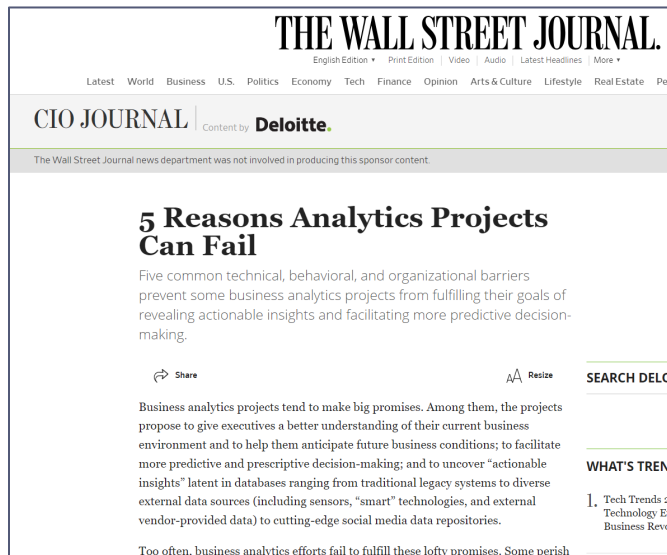 THE WALL STREET JOURNAL.
English Edition ▾ Print Edition | Video | Audio | Latest Headlines | More ▾
Latest World Business U.S. Politics Economy Tech Finance Opinion Arts & Culture Lifestyle Real Estate
CIO JOURNAL | Content by Deloitte.
The Wall Street Journal news department was not involved in producing this sponsor content.
5 Reasons Analytics Projects
Can Fail
Five common technical, behavioral, and organizational barriers
prevent some business analytics projects from fulfilling their goals of
revealing actionable insights and facilitating more predictive decision-
making.
Share
AA Resize
Business analytics projects tend to make big promises. Among them, the projects
propose to give executives a better understanding of their current business
environment and to help them anticipate future business conditions; to facilitate
more predictive and prescriptive decision-making; and to uncover “actionable
insights” latent in databases ranging from traditional legacy systems to diverse
external data sources (including sensors, “smart” technologies, and external
vendor-provided data) to cutting-edge social media data repositories.
Too often, business analytics efforts fail to fulfill these lofty promises. Some perish
SEARCH DELO
WHAT'S TREN
1. Tech Trends
Technology E
Business Revo